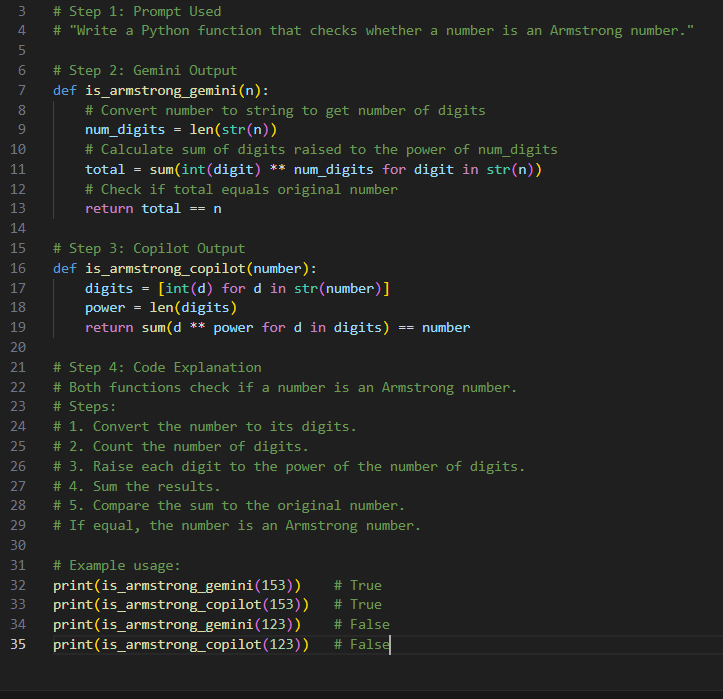 3 # Step 1: Prompt Used
4 # "Write a Python function that checks whether a number is an Armstrong number."
5
6 # Step 2: Gemini Output
7 def is_armstrong_gemini(n):
8     # Convert number to string to get number of digits
9     num_digits = len(str(n))
10     # Calculate sum of digits raised to the power of num_digits
11     total = sum(int(digit) ** num_digits for digit in str(n))
12     # Check if total equals original number
13     return total == n
14
15 # Step 3: Copilot Output
16 def is_armstrong_copilot(number):
17     digits = [int(d) for d in str(number)]
18     power = len(digits)
19     return sum(d ** power for d in digits) == number
20
21 # Step 4: Code Explanation
22 # Both functions check if a number is an Armstrong number.
23 # Steps:
24 # 1. Convert the number to its digits.
25 # 2. Count the number of digits.
26 # 3. Raise each digit to the power of the number of digits.
27 # 4. Sum the results.
28 # 5. Compare the sum to the original number.
29 # If equal, the number is an Armstrong number.
30
31 # Example usage:
32 print(is_armstrong_gemini(153))    # True
33 print(is_armstrong_copilot(153))   # True
34 print(is_armstrong_gemini(123))    # False
35 print(is_armstrong_copilot(123))   # False